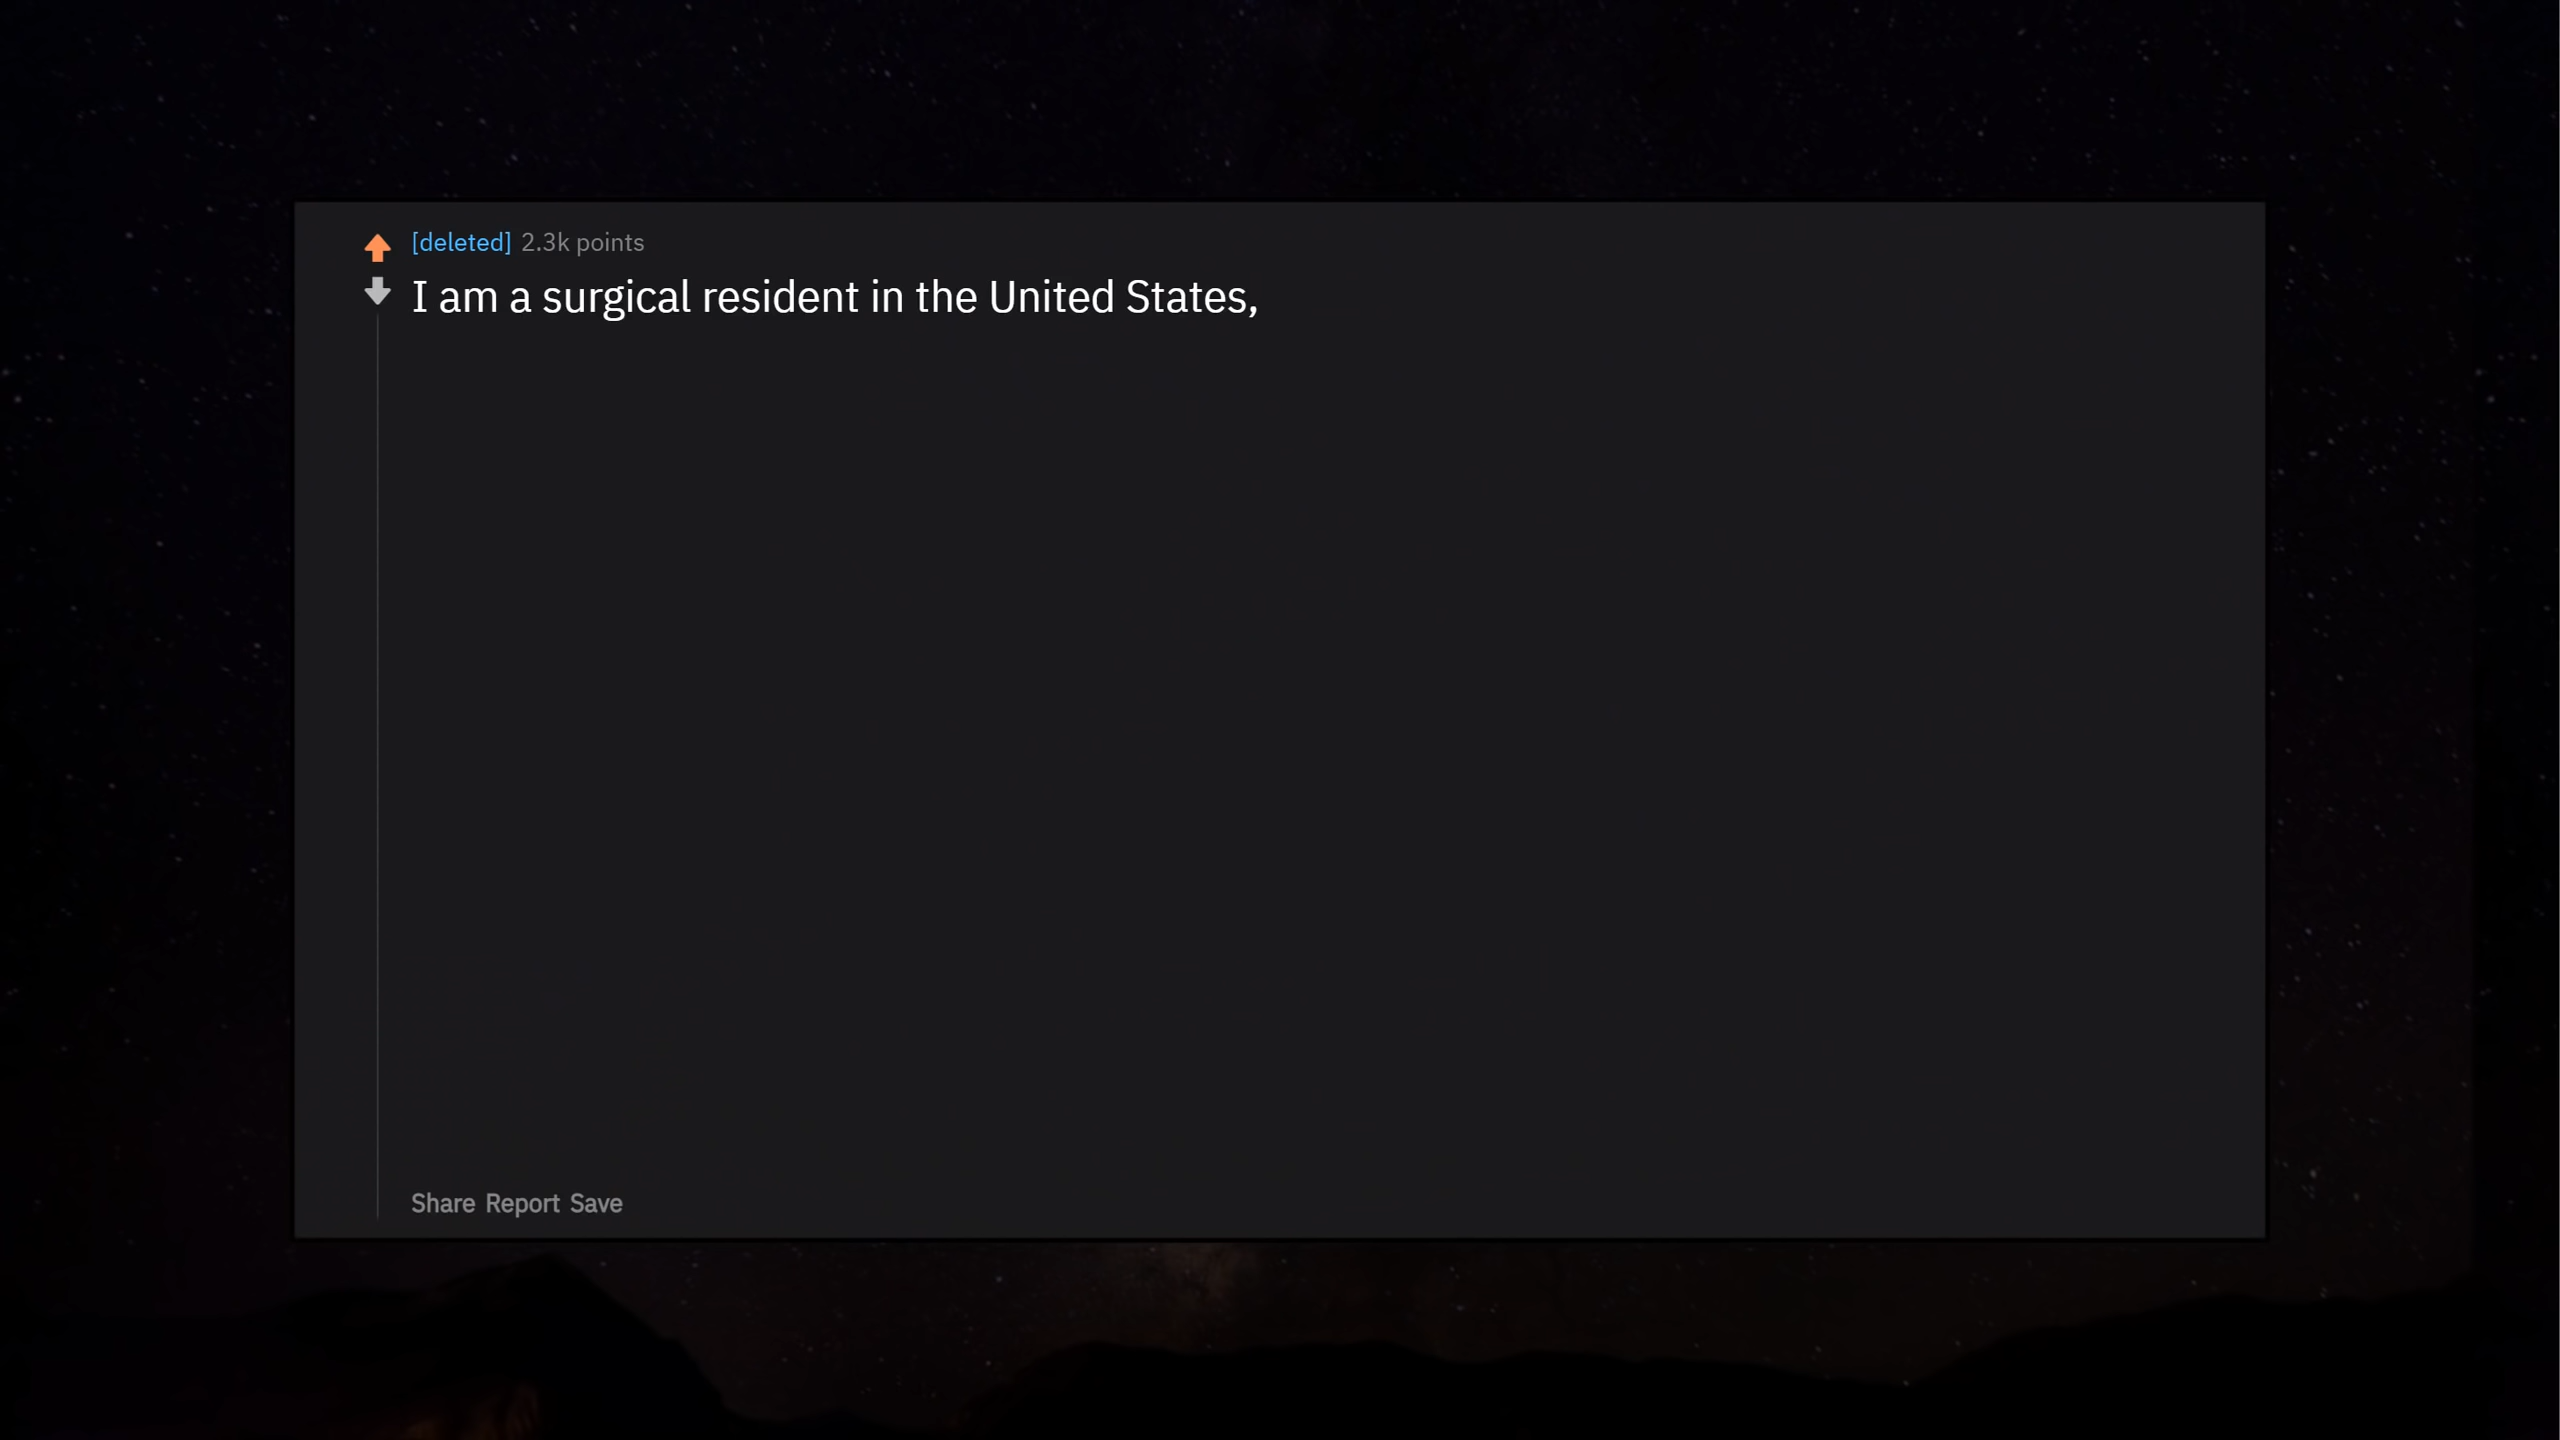 [deleted] 2.3k points
I am a surgical resident in the United States,
Share Report Save